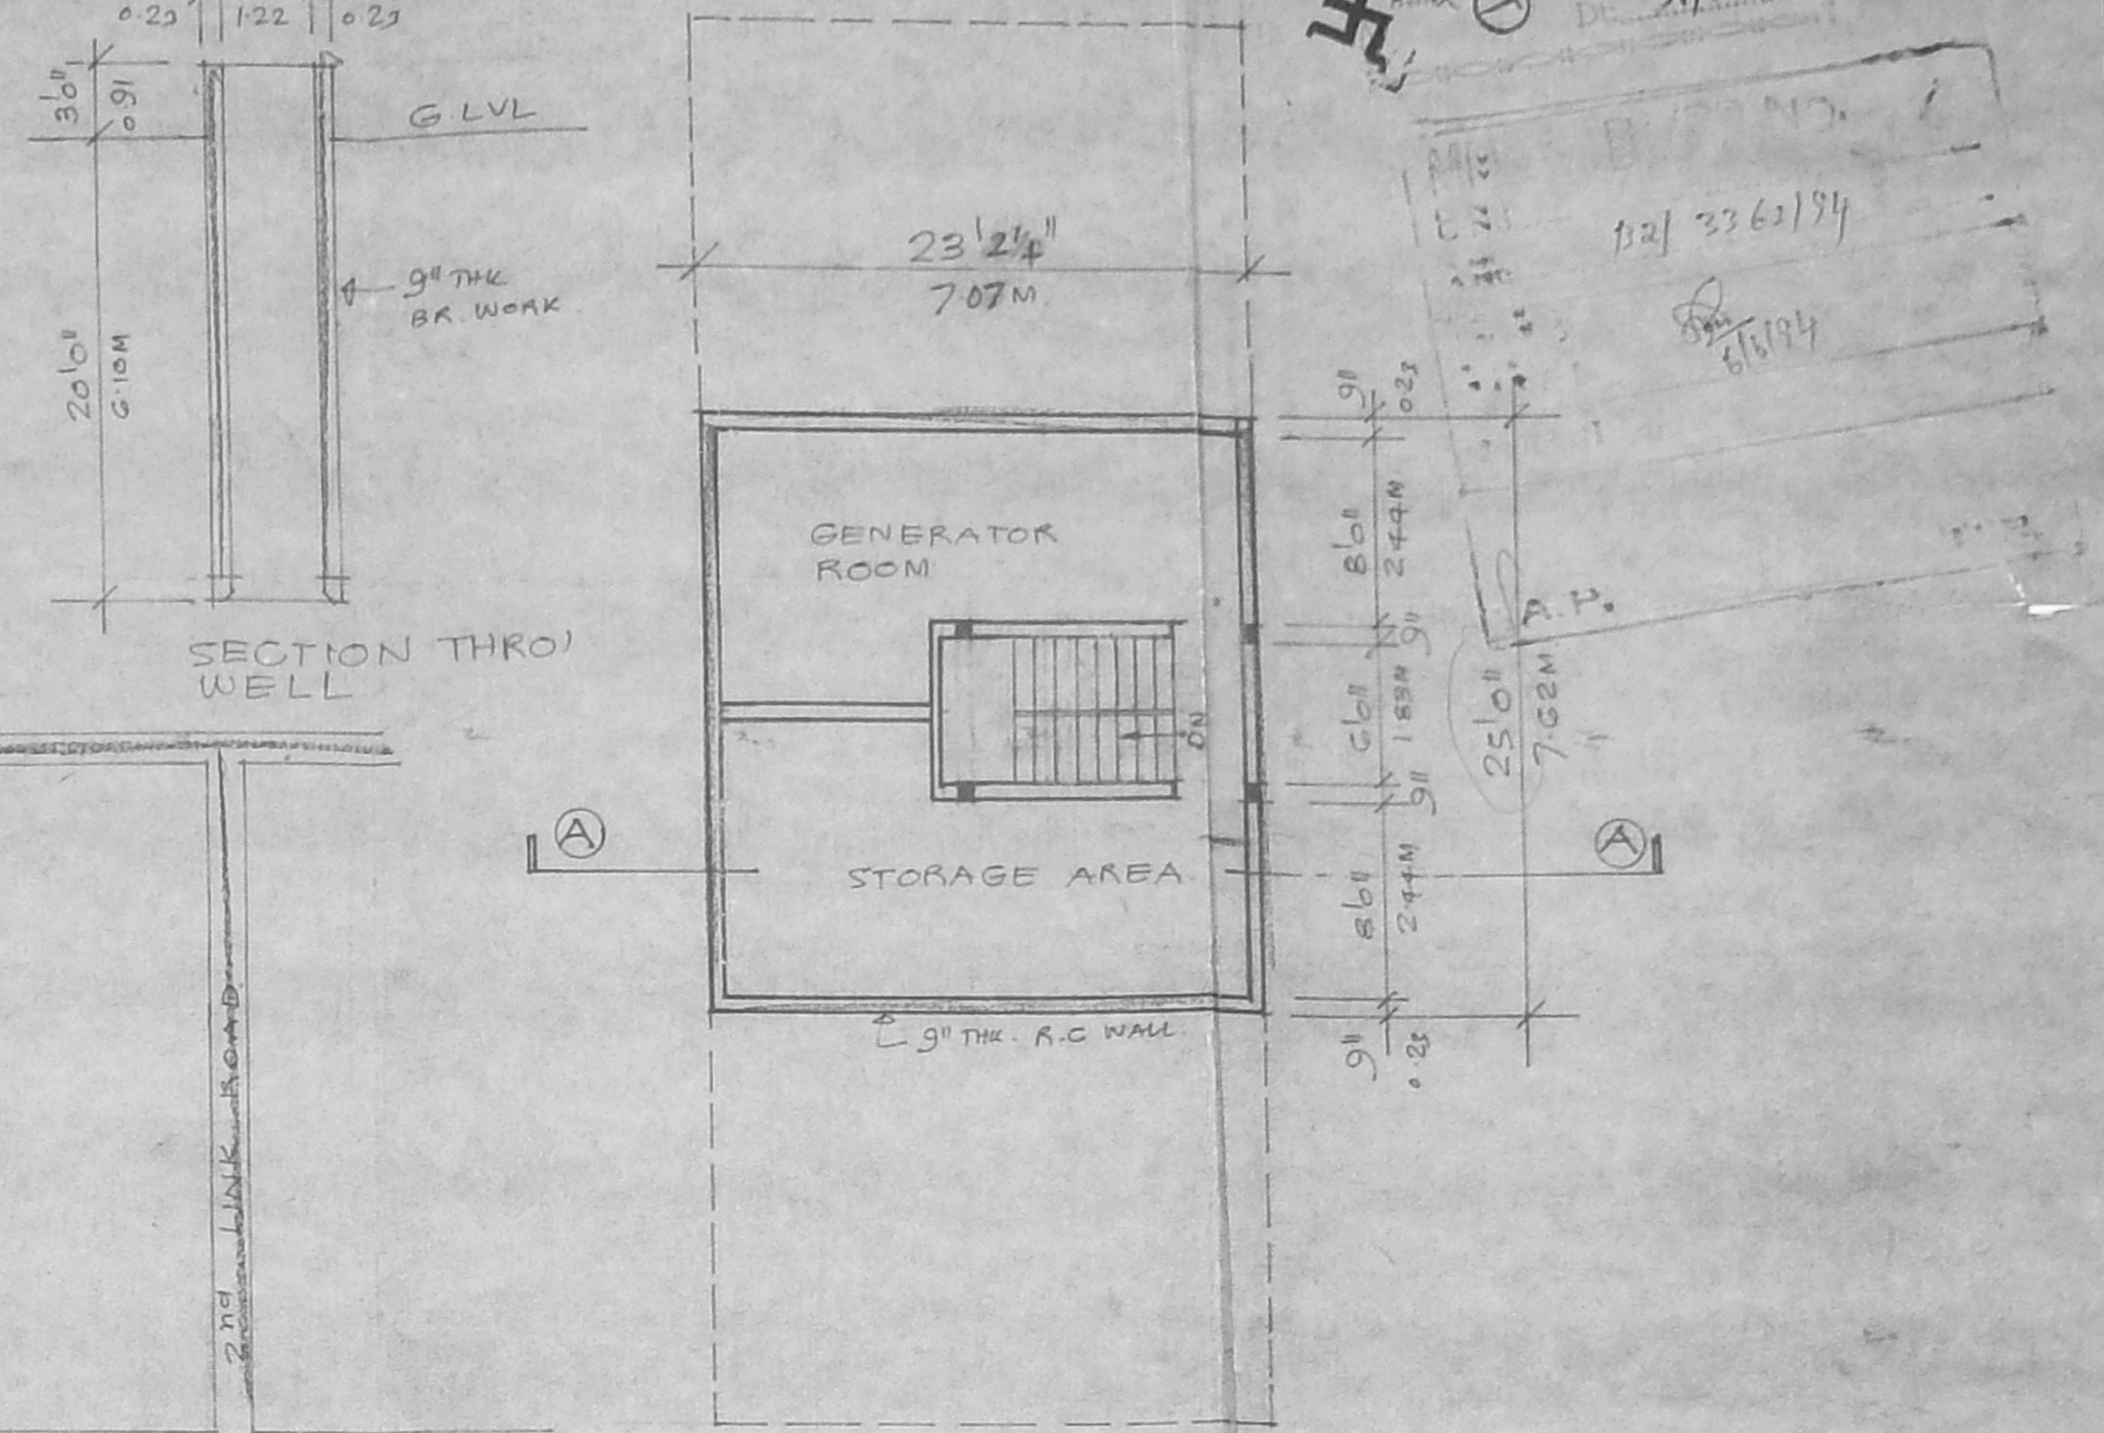 0.23 1.22 0.23
3'0"
0.91
G.LVL
9" THK
BR. WORK
20'0"
6.10M
SECTION THRO'
WELL
2nd LINK ROAD
23'2¼"
7.07M
GENERATOR
ROOM
DN
STORAGE AREA
9" THK. R.C WALL
A
A
9"
0.23
8'0"
2.44M
9"
6'0"
1.83M
9"
8'0"
2.44M
9"
0.23
25'0"
7.62M
Dt.
NO.
3363/94
A.P.